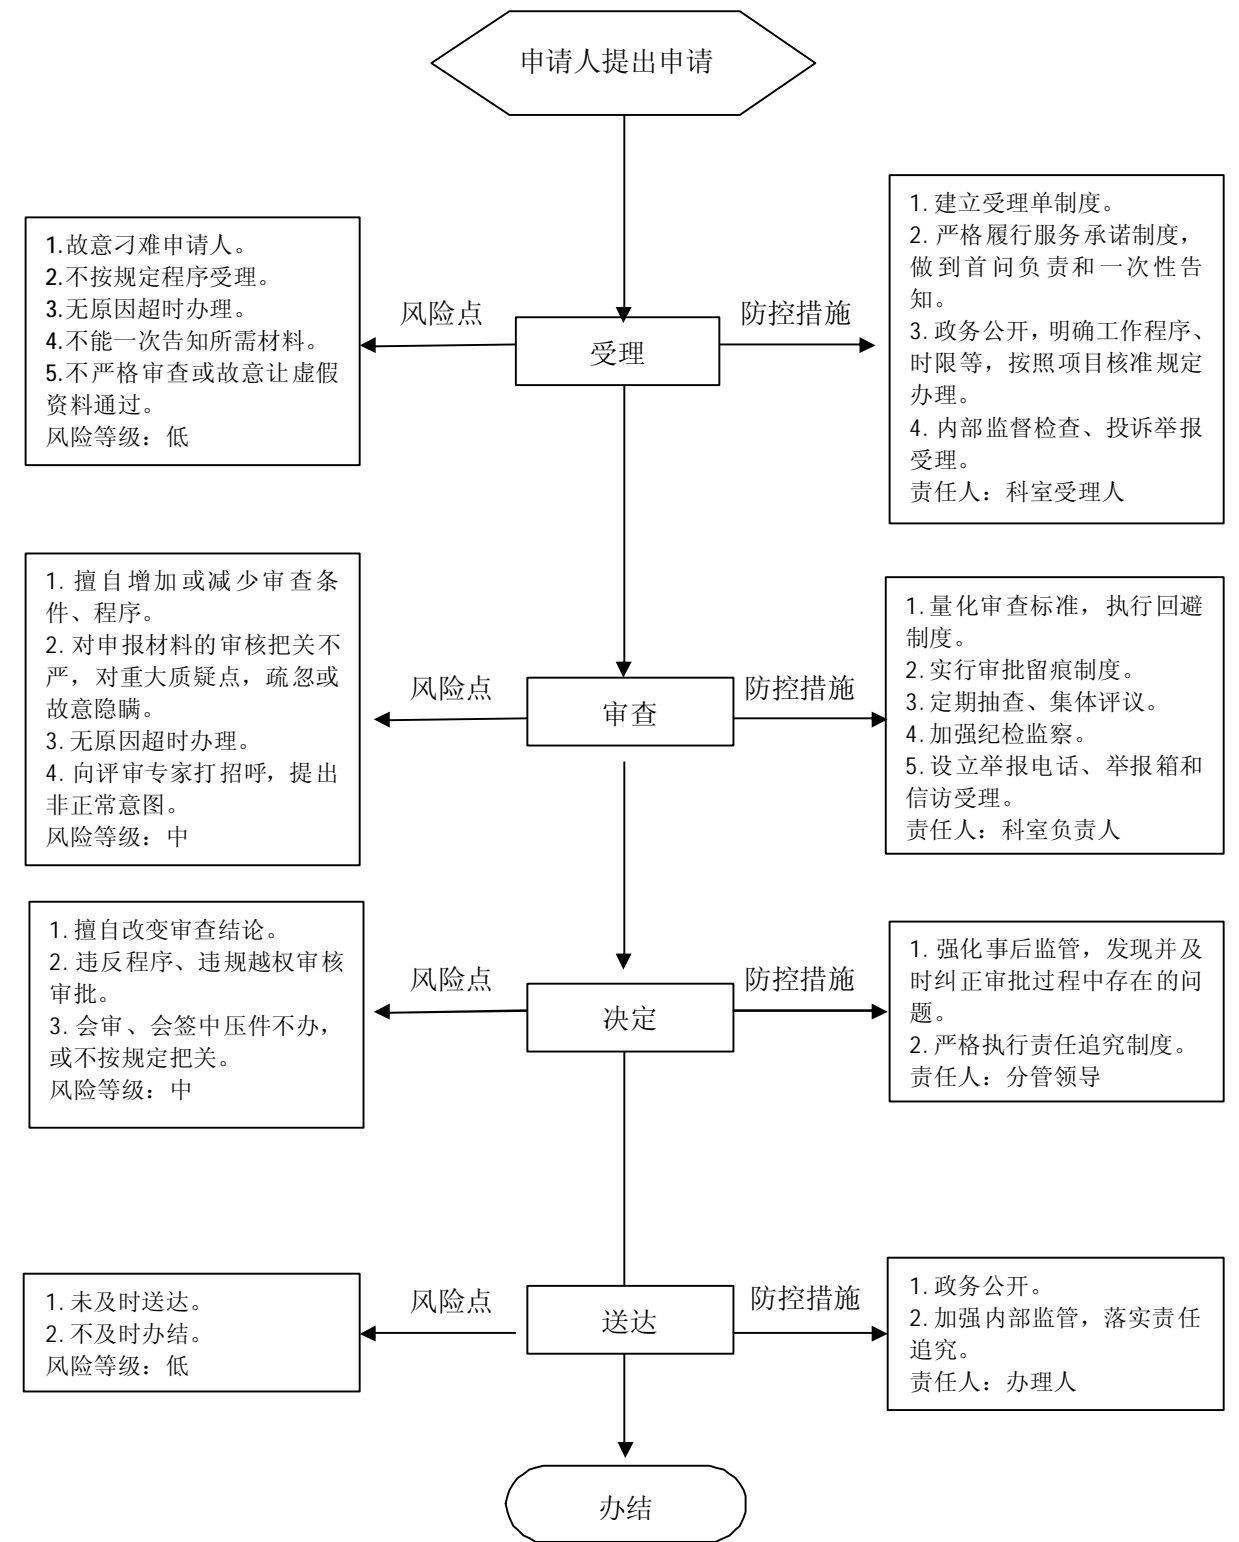 申请人提出申请
1.故意刁难申请人。
2.不按规定程序受理。
3.无原因超时办理。
4.不能一次告知所需材料。
5.不严格审查或故意让虚假
资料通过。
风险等级：低
风险点
受理
防控措施
1.建立受理单制度。
2.严格履行服务承诺制度，
做到首问负责和一次性告
知。
3.政务公开，明确工作程序、
时限等，按照项目核准规定
办理。
4.内部监督检查、投诉举报
受理。
责任人：科室受理人
1.擅自增加或减少审查条
件、程序。
2.对申报材料的审核把关不
严，对重大质疑点，疏忽或
故意隐瞒。
3.无原因超时办理。
4.向评审专家打招呼，提出
非正常意图。
风险等级：中
风险点
审查
防控措施
1.量化审查标准，执行回避
制度。
2.实行审批留痕制度。
3.定期抽查、集体评议。
4.加强纪检监察。
5.设立举报电话、举报箱和
信访受理。
责任人：科室负责人
1.擅自改变审查结论。
2.违反程序、违规越权审核
审批。
3.会审、会签中压件不办，
或不按规定把关。
风险等级：中
风险点
决定
防控措施
1.强化事后监管，发现并及
时纠正审批过程中存在的问
题。
2.严格执行责任追究制度。
责任人：分管领导
1.未及时送达。
2.不及时办结。
风险等级：低
风险点
送达
防控措施
1.政务公开。
2.加强内部监管，落实责任
追究。
责任人：办理人
办结